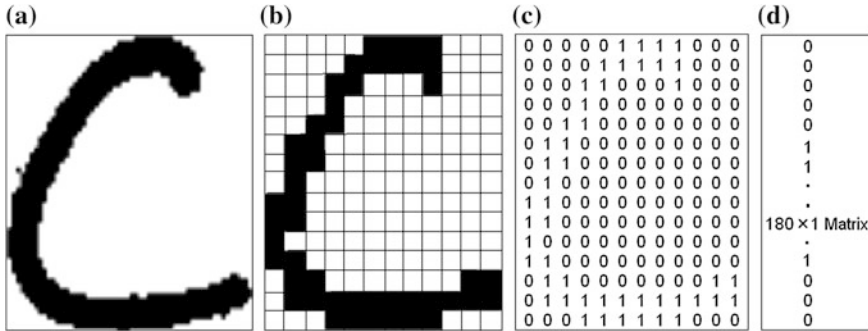 (a) (b) (c) (d)
0 0 0 0 0 1 1 1 1 0 0 0
0 0 0 0 1 1 1 1 1 0 0 0
0 0 0 1 1 0 0 0 1 0 0 0
0 0 0 1 0 0 0 0 0 0 0 0
0 0 1 1 0 0 0 0 0 0 0 0
0 1 1 0 0 0 0 0 0 0 0 0
0 1 1 0 0 0 0 0 0 0 0 0
0 1 0 0 0 0 0 0 0 0 0 0
1 1 0 0 0 0 0 0 0 0 0 0
1 1 0 0 0 0 0 0 0 0 0 0
1 0 0 0 0 0 0 0 0 0 0 0
1 1 0 0 0 0 0 0 0 0 0 0
0 1 1 0 0 0 0 0 0 0 1 1
0 1 1 1 1 1 1 1 1 1 1 1
0 0 0 1 1 1 1 1 1 0 0 0
0
0
0
0
0
1
1
.
.
180×1 Matrix
.
1
0
0
0